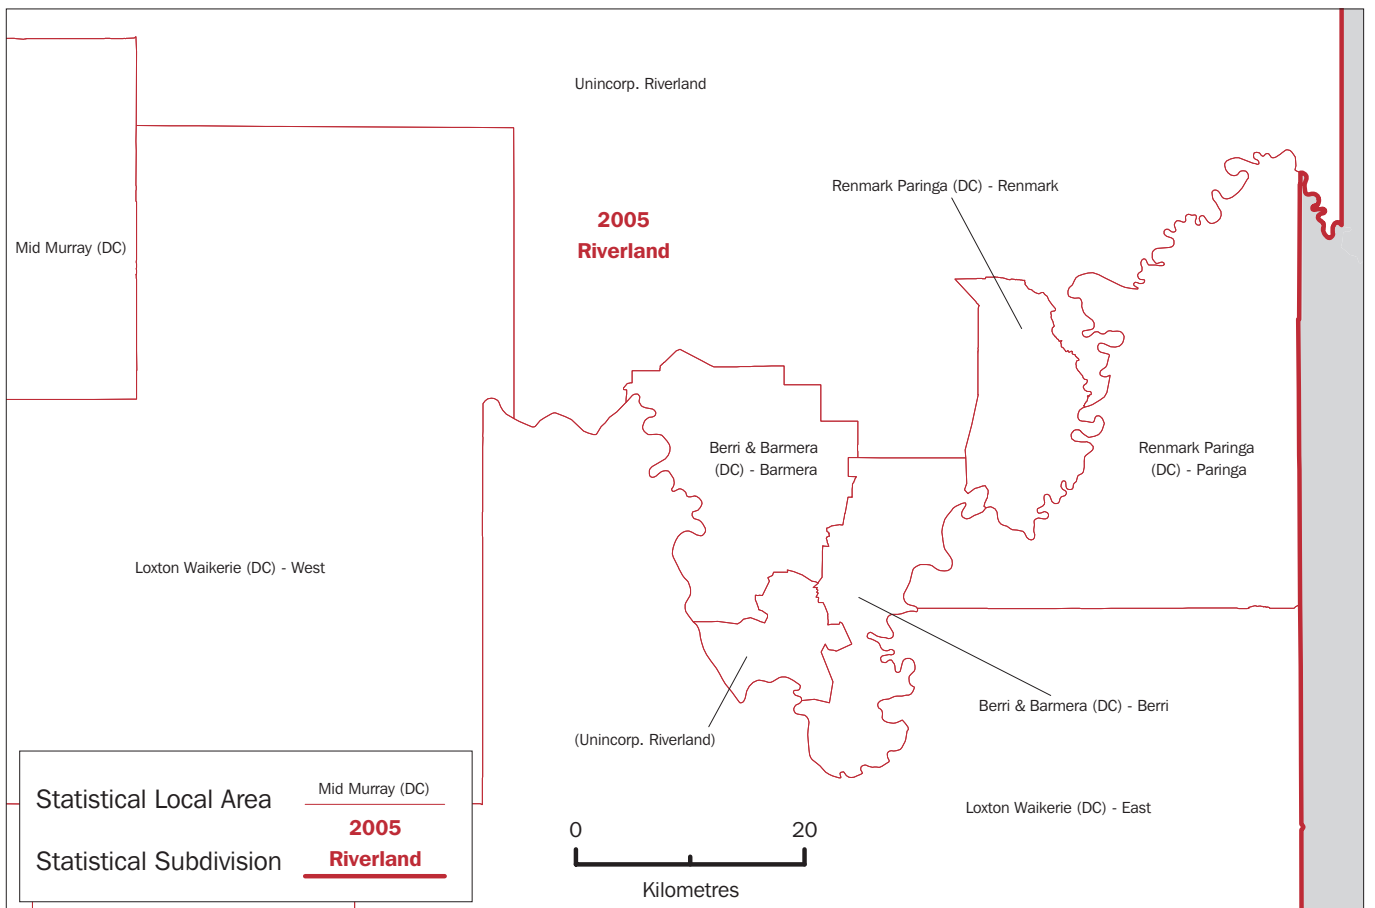 Unincorp. Riverland
Renmark Paringa (DC) - Renmark
2005
Riverland
Mid Murray (DC)
Berri & Barmera
(DC) - Barmera
Renmark Paringa
(DC) - Paringa
Loxton Waikerie (DC) - West
Berri & Barmera (DC) - Berri
(Unincorp. Riverland)
Loxton Waikerie (DC) - East
Statistical Local Area
Mid Murray (DC)
2005
Riverland
Statistical Subdivision
0 20
Kilometres